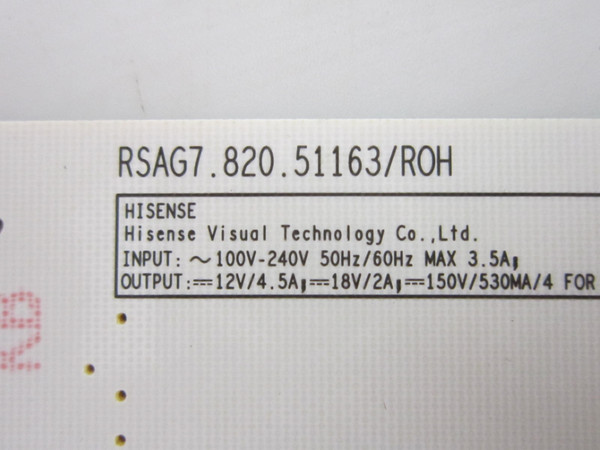 RSAG7.820.51163/ROH
HISENSE
Hisense Visual Technology Co.,Ltd.
INPUT: ～100V-240V 50Hz/60Hz MAX 3.5A;
OUTPUT:⎓12V/4.5A;⎓18V/2A;⎓150V/530MA/4 FOR